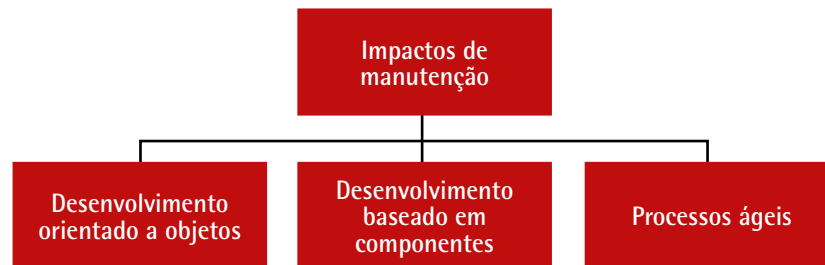 Impactos de
manutenção
Desenvolvimento
orientado a objetos
Desenvolvimento
baseado em
componentes
Processos ágeis